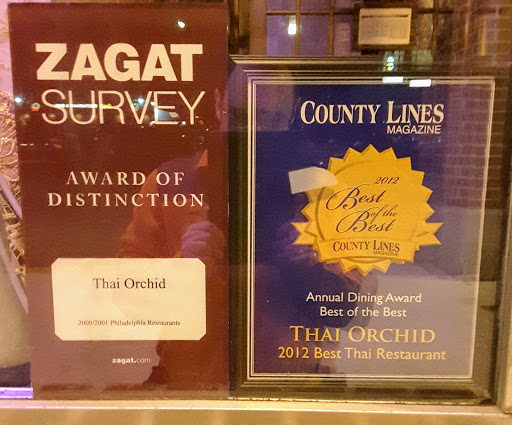 ZAGAT
SURVEY
AWARD OF
DISTINCTION
Thai Orchid
2000/2001 Philadelphia Restaurants
zagat.com
COUNTY LINES
MAGAZINE
2012
Best
of the
Best
COUNTY LINES
MAGAZINE
Annual Dining Award
Best of the Best
THAI ORCHID
2012 Best Thai Restaurant